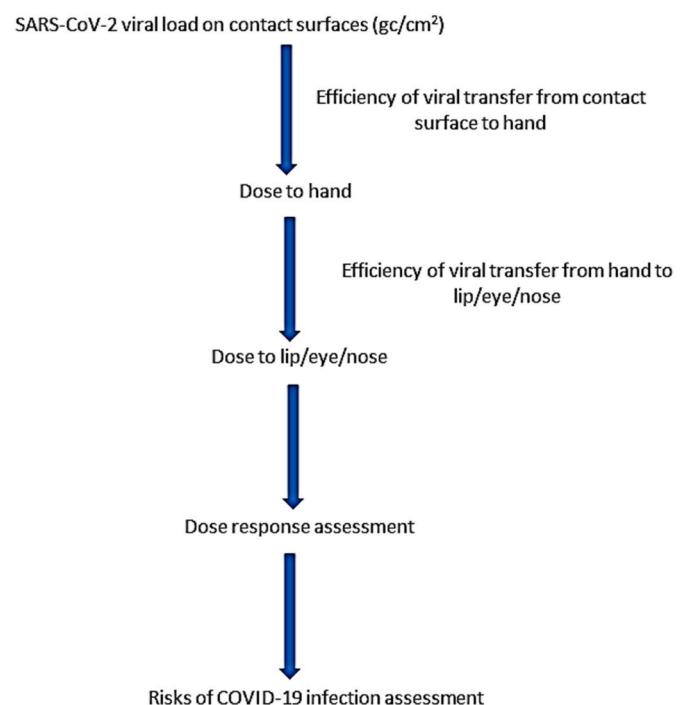 SARS-CoV-2 viral load on contact surfaces (gc/cm²)
Efficiency of viral transfer from contact
surface to hand
Dose to hand
Efficiency of viral transfer from hand to
lip/eye/nose
Dose to lip/eye/nose
Dose response assessment
Risks of COVID-19 infection assessment